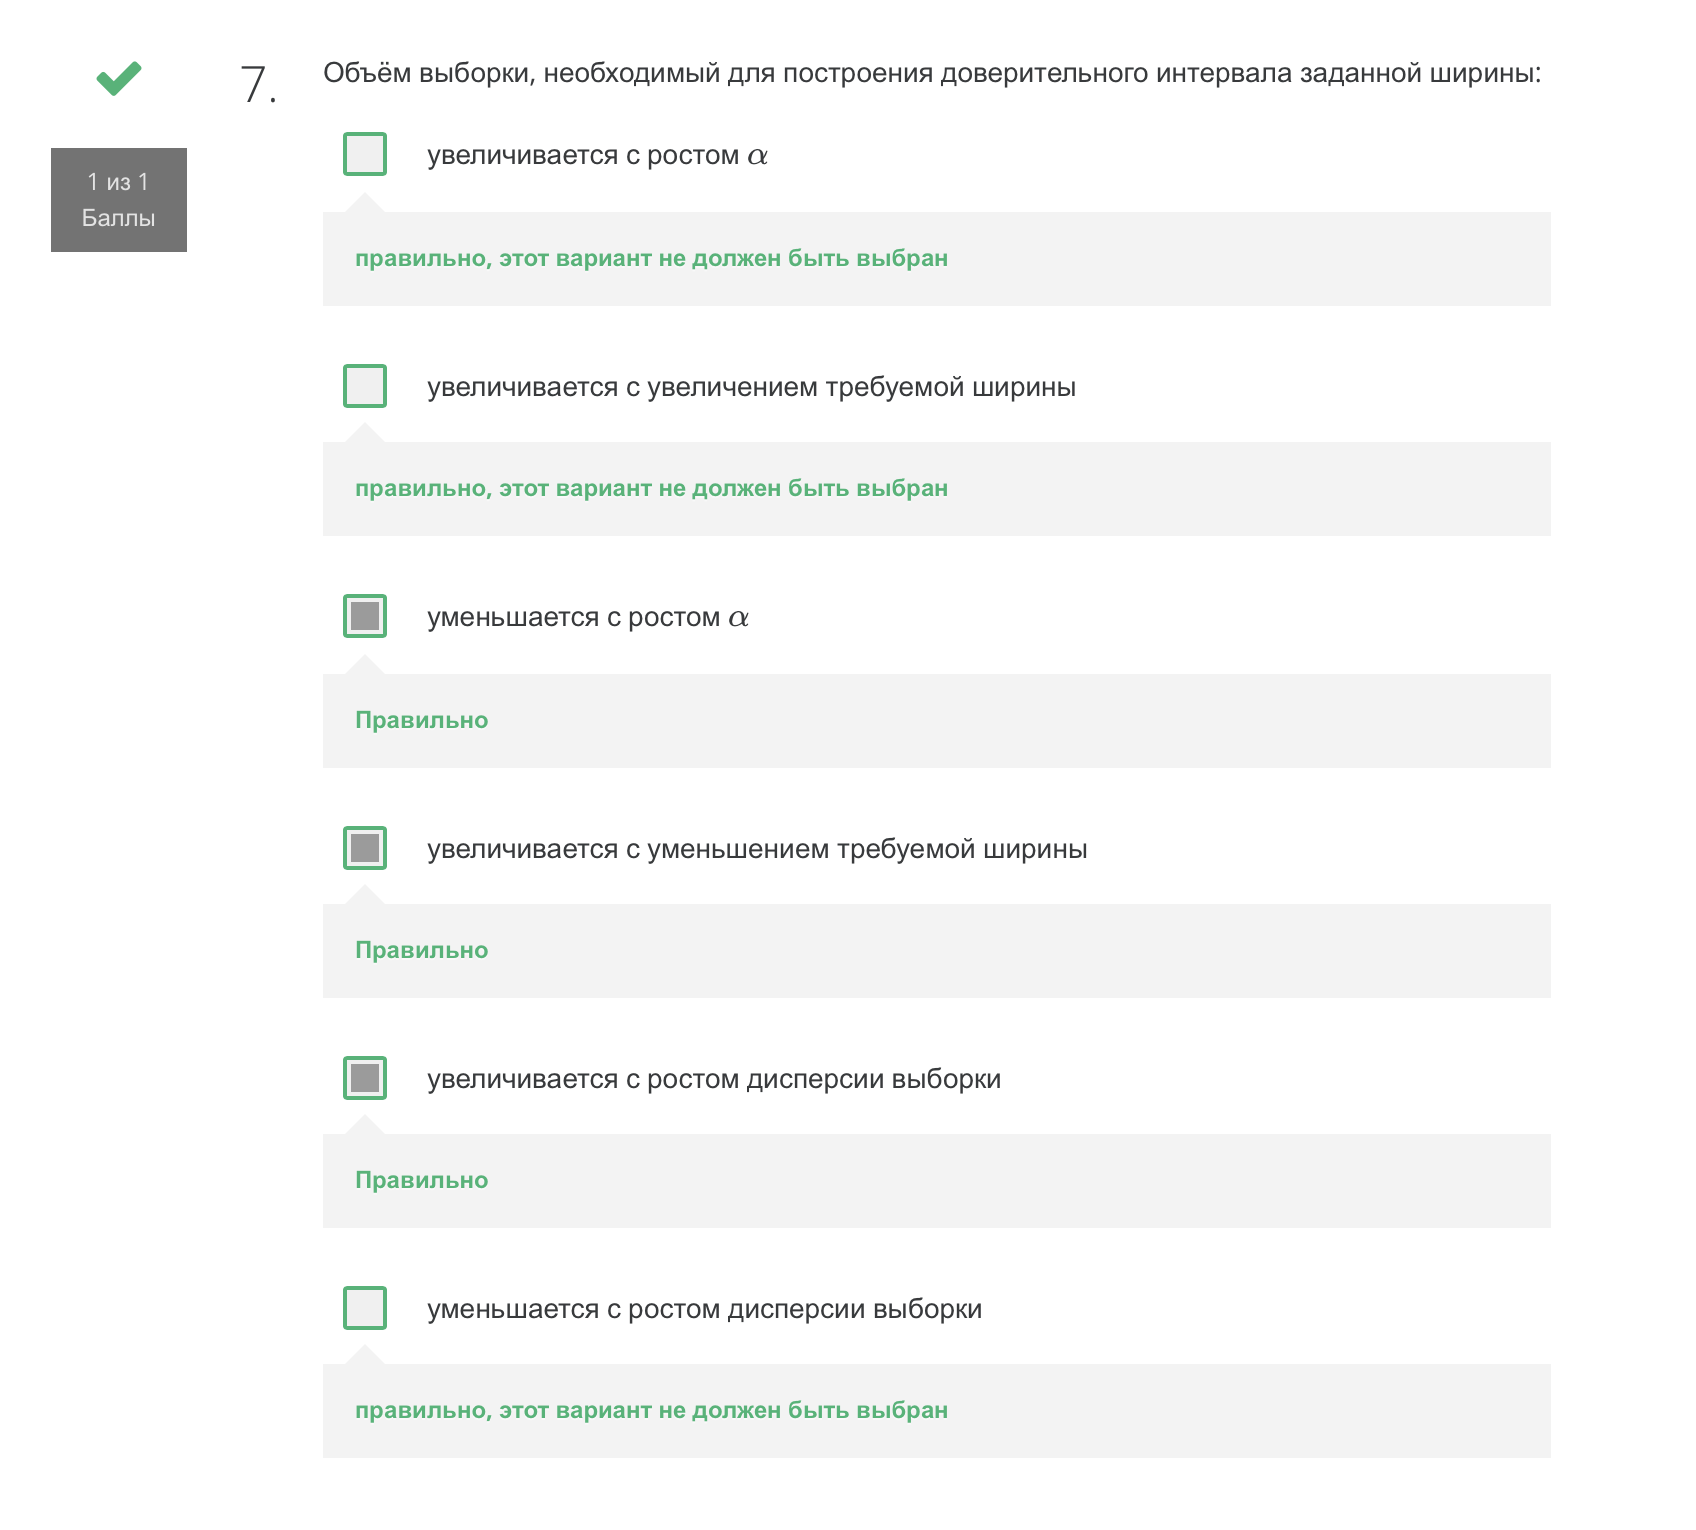 7.
Объём выборки, необходимый для построения доверительного интервала заданной ширины:
1 из 1
Баллы
увеличивается с ростом α
правильно, этот вариант не должен быть выбран
увеличивается с увеличением требуемой ширины
правильно, этот вариант не должен быть выбран
уменьшается с ростом α
Правильно
увеличивается с уменьшением требуемой ширины
Правильно
увеличивается с ростом дисперсии выборки
Правильно
уменьшается с ростом дисперсии выборки
правильно, этот вариант не должен быть выбран